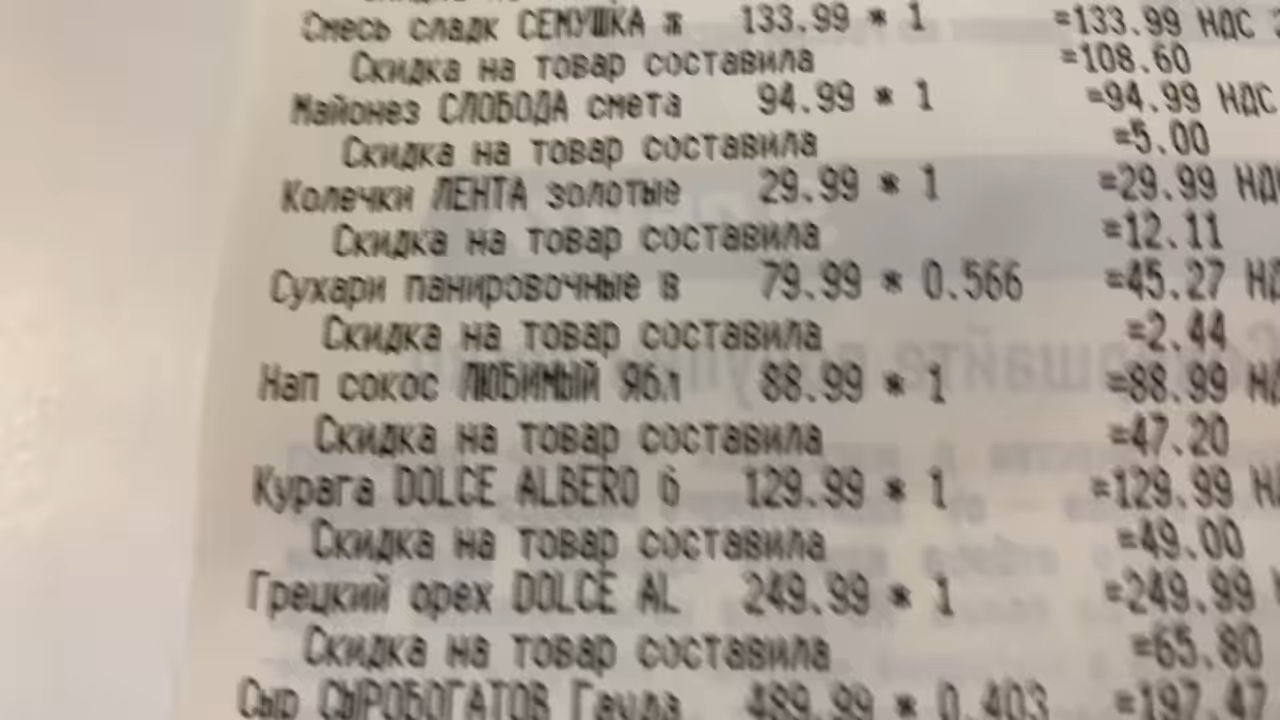 Смесь сладк СЕМУШКА ж 133.99 * 1 =133.99 НДС
Скидка на товар составила =108.60
Майонез СЛОБОДА смета 94.99 * 1 =94.99 НДС
Скидка на товар составила =5.00
Колечки ЛЕНТА золотые 29.99 * 1 =29.99 НД
Скидка на товар составила =12.11
Сухари панировочные в 79.99 * 0.566 =45.27 НД
Скидка на товар составила =2.44
Нап сокос ЛЮБИМЫЙ Ябл 88.99 * 1 =88.99 НД
Скидка на товар составила =47.20
Курага DOLCE ALBERO б 129.99 * 1 =129.99 Н
Скидка на товар составила =49.00
Грецкий орех DOLCE AL 249.99 * 1 =249.99
Скидка на товар составила =65.80
Сыр СЫРОБОГАТОВ Гауда 489.99 * 0.403 =197.47